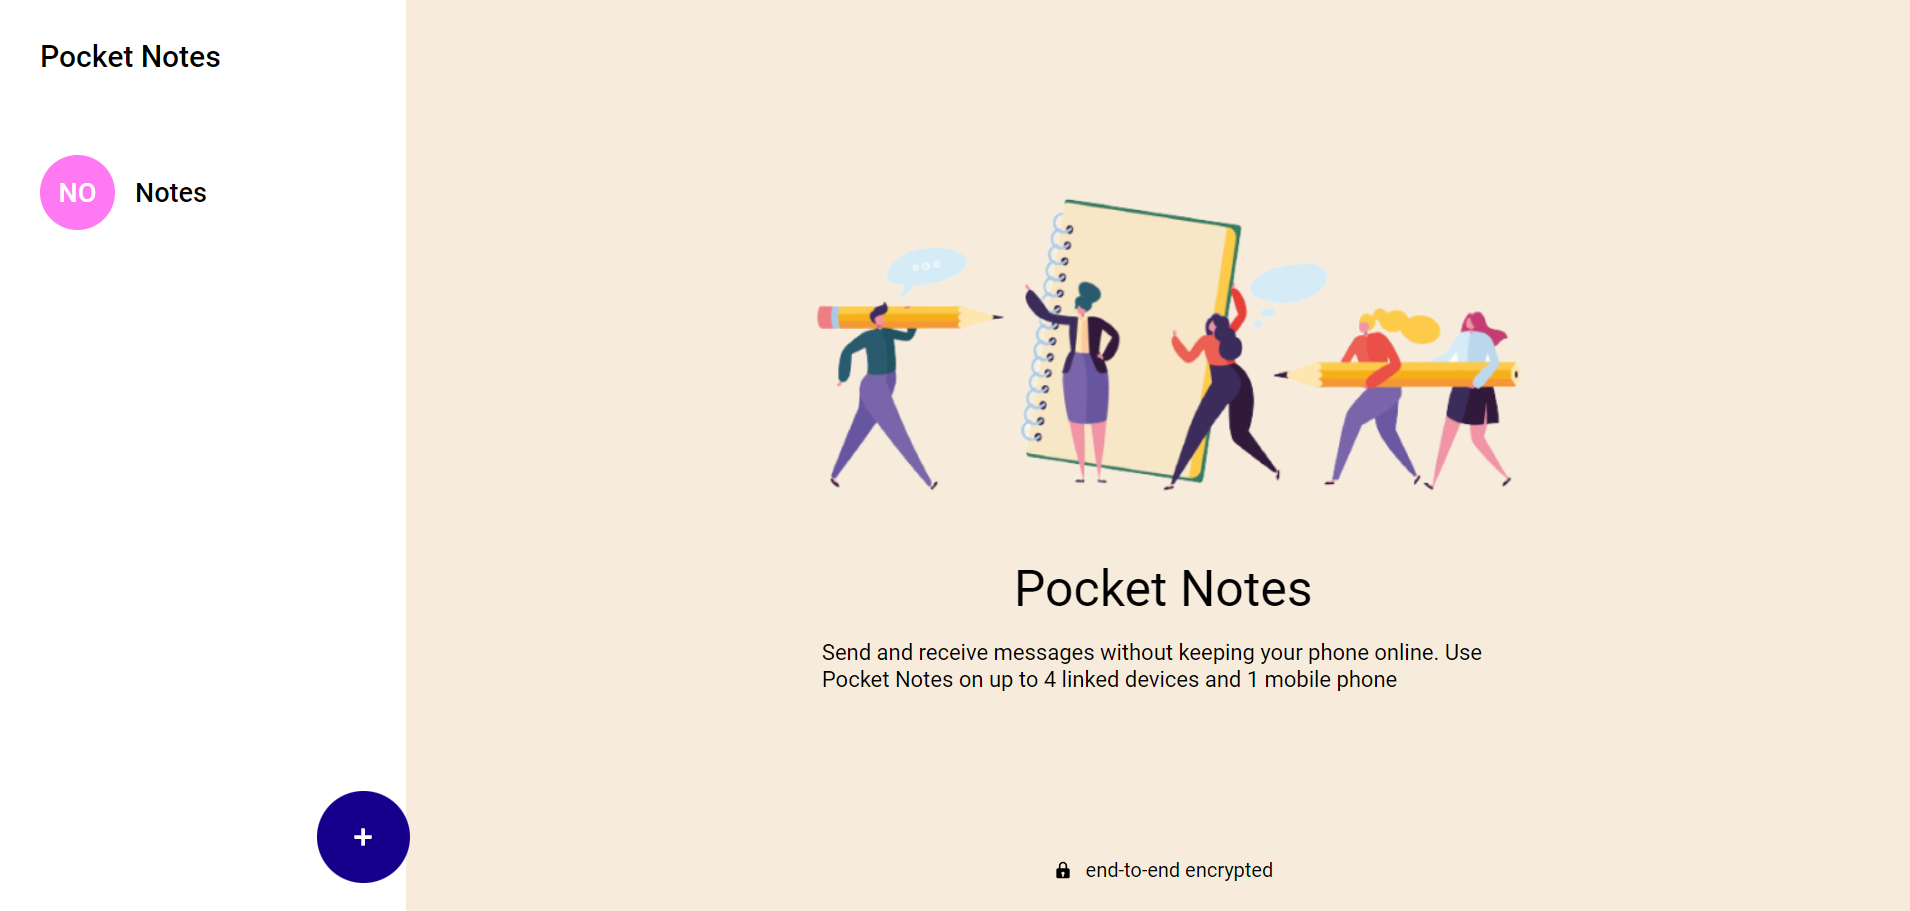 Pocket Notes
NO
Notes
+
Pocket Notes
Send and receive messages without keeping your phone online. Use
Pocket Notes on up to 4 linked devices and 1 mobile phone
end-to-end encrypted